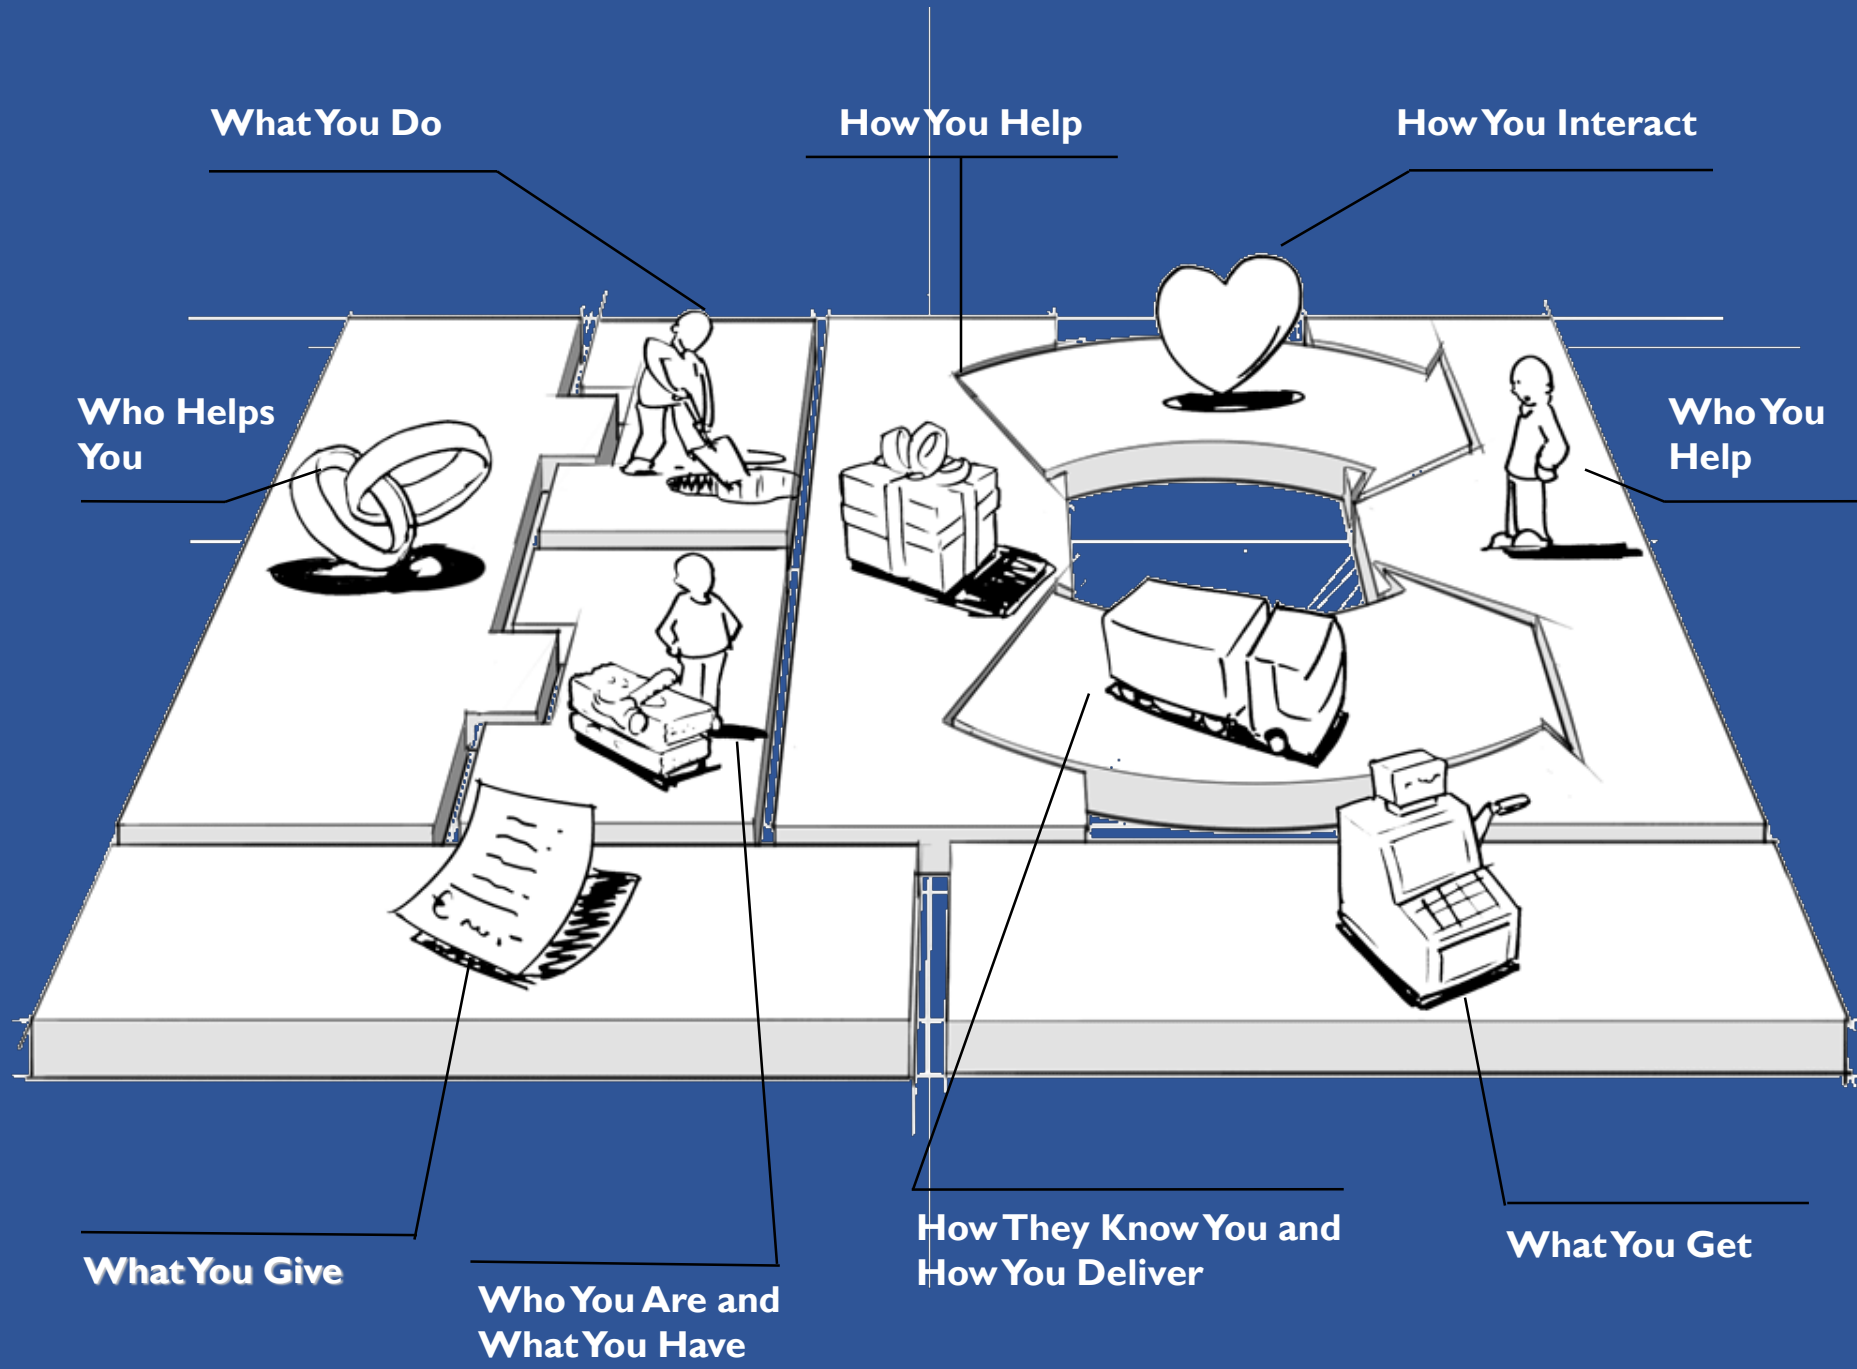 What You Do
How You Help
How You Interact
Who Helps
You
Who You
Help
How They Know You and
How You Deliver
What You Get
What You Give
Who You Are and
What You Have